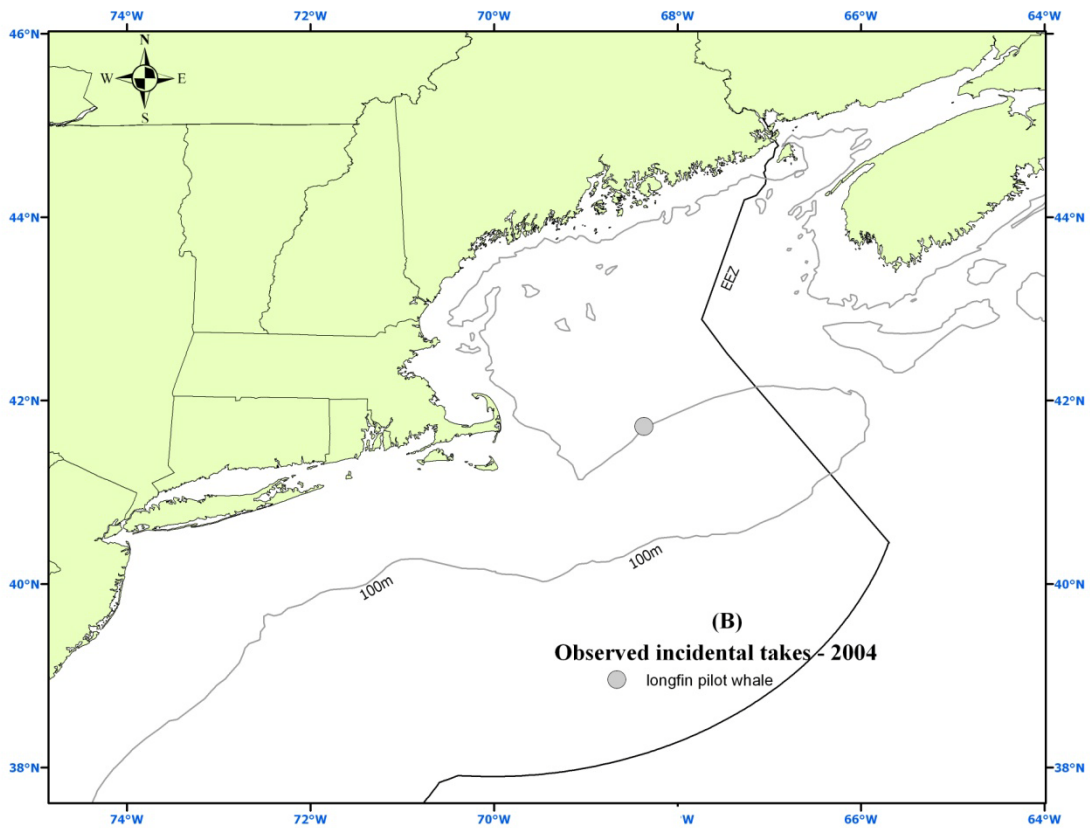 74°W 72°W 70°W 68°W 66°W 64°W
46°N 46°N
N
W E
S
44°N 44°N
EEZ
42°N 42°N
100m
100m
40°N 40°N
(B)
Observed incidental takes - 2004
longfin pilot whale
38°N 38°N
74°W 72°W 70°W 68°W 66°W 64°W